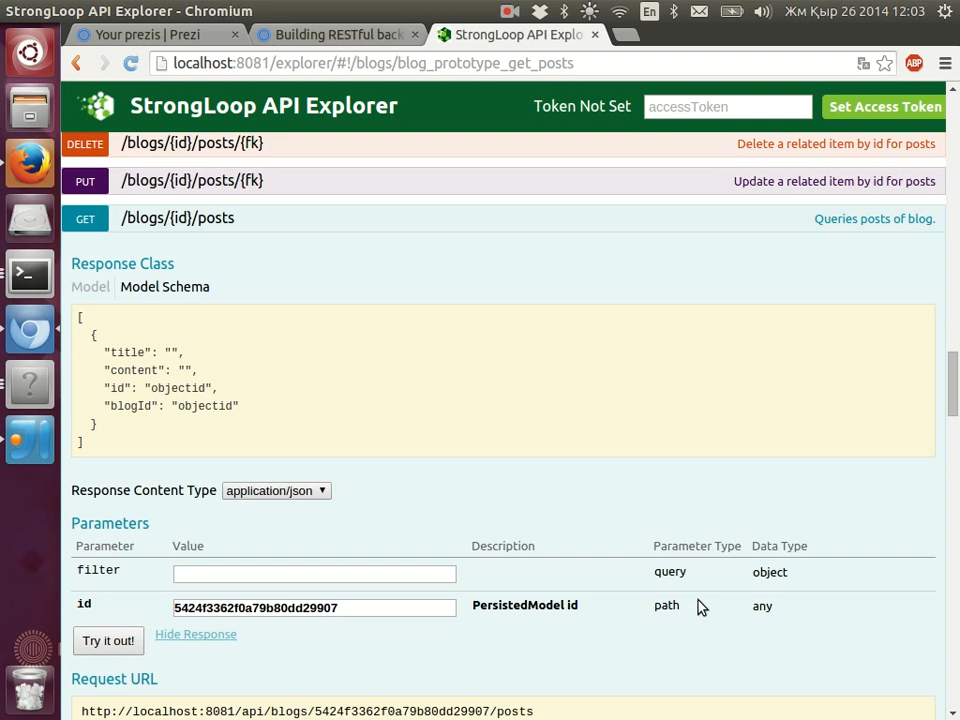 StrongLoop API Explorer - Chromium
En
Жм Қыр 26 2014 12:03
Your prezis | Prezi ×
Building RESTful back ×
StrongLoop API Explo ×
localhost:8081/explorer/#!/blogs/blog_prototype_get_posts
ABP
StrongLoop API Explorer
Token Not Set
accessToken
Set Access Token
DELETE /blogs/{id}/posts/{fk} Delete a related item by id for posts
PUT /blogs/{id}/posts/{fk} Update a related item by id for posts
GET /blogs/{id}/posts Queries posts of blog.
Response Class
Model Model Schema
[
{
"title": "",
"content": "",
"id": "objectid",
"blogId": "objectid"
}
]
Response Content Type application/json
Parameters
Parameter Value Description Parameter Type Data Type
filter query object
id 5424f3362f0a79b80dd29907 PersistedModel id path any
Try it out! Hide Response
Request URL
http://localhost:8081/api/blogs/5424f3362f0a79b80dd29907/posts